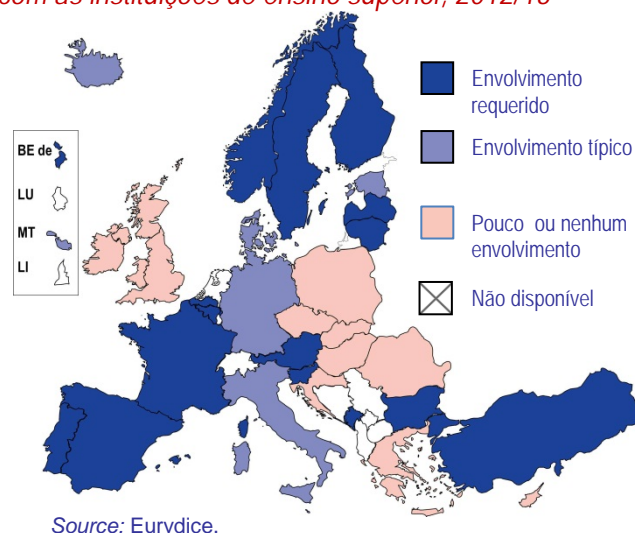 com as instituições de ensino superior, 2012/13
Envolvimento
requerido
Envolvimento típico
Pouco ou nenhum
envolvimento
Não disponível
BE de
LU
MT
LI
Source: Eurydice.